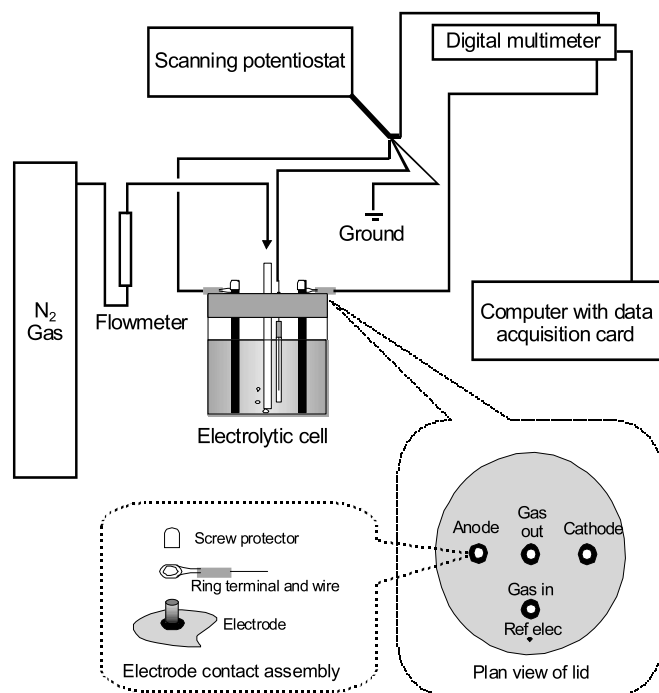 Scanning potentiostat
Digital multimeter
Ground
N₂
Gas
Flowmeter
Computer with data
acquisition card
Electrolytic cell
Anode
Gas
out
Cathode
Gas in
Ref elec
Plan view of lid
Screw protector
Ring terminal and wire
Electrode
Electrode contact assembly